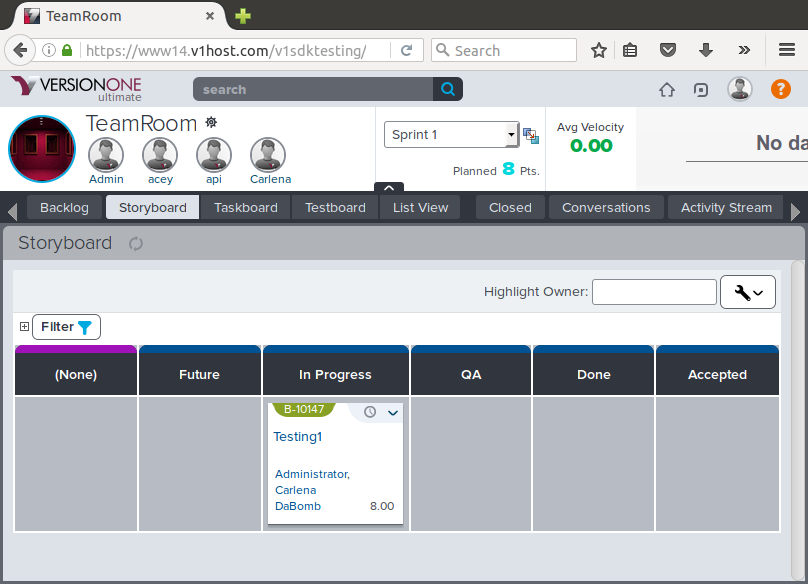 TeamRoom
https://www14.v1host.com/v1sdktesting/
Search
VERSIONONE
ultimate
search
?
TeamRoom
Admin
acey
api
Carlena
Sprint 1
Planned 8 Pts.
Avg Velocity
0.00
No da
Backlog
Storyboard
Taskboard
Testboard
List View
Closed
Conversations
Activity Stream
Storyboard
Highlight Owner:
Filter
(None)
Future
In Progress
QA
Done
Accepted
B-10147
Testing1
Administrator,
Carlena
DaBomb 8.00